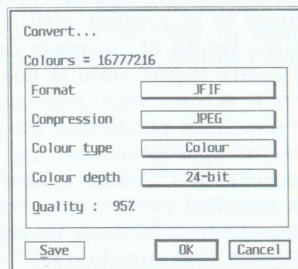 Convert...
Colours = 16777216
Format JFIF
Compression JPEG
Colour type Colour
Colour depth 24-bit
Quality : 95%
Save OK Cancel